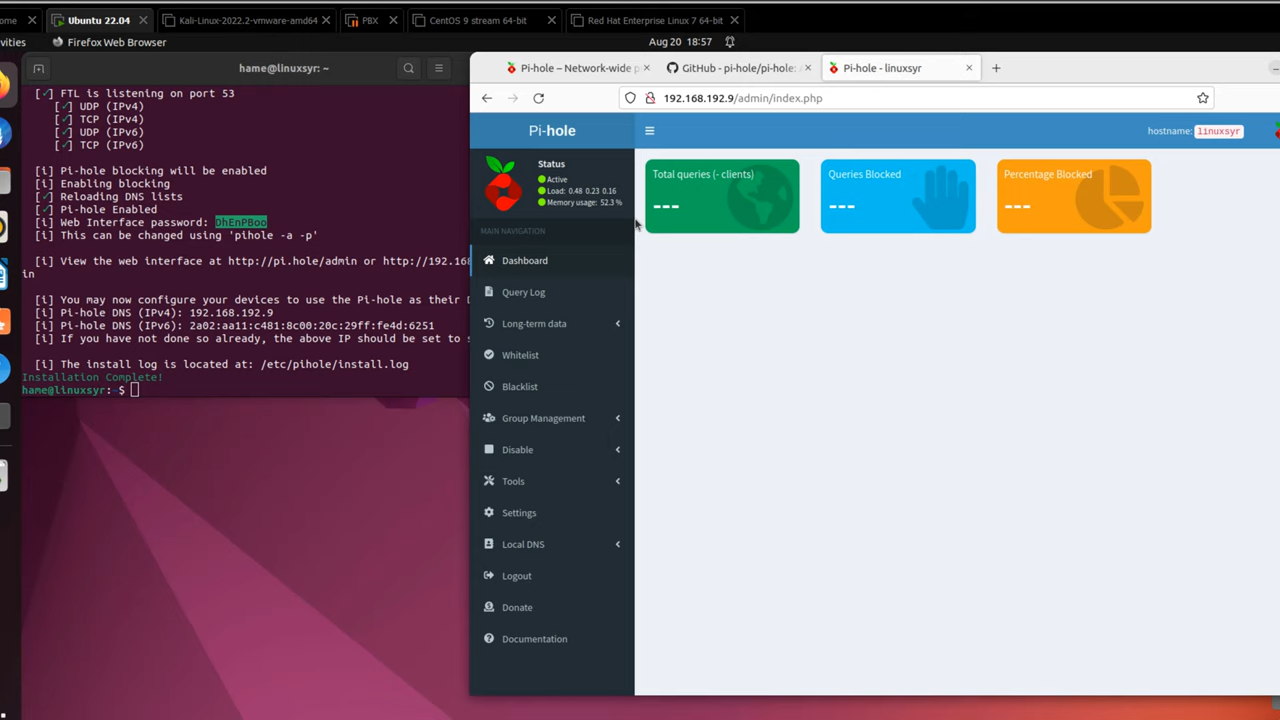 ome
Ubuntu 22.04
Kali-Linux-2022.2-vmware-amd64
PBX
CentOS 9 stream 64-bit
Red Hat Enterprise Linux 7 64-bit
ivities
Firefox Web Browser
Aug 20 18:57
hame@linuxsyr: ~
[✓] FTL is listening on port 53
[✓] UDP (IPv4)
[✓] TCP (IPv4)
[✓] UDP (IPv6)
[✓] TCP (IPv6)
[i] Pi-hole blocking will be enabled
[i] Enabling blocking
[✓] Reloading DNS lists
[✓] Pi-hole Enabled
[i] Web Interface password: OhEnPBoo
[i] This can be changed using 'pihole -a -p'
[i] View the web interface at http://pi.hole/admin or http://192.168
in
[i] You may now configure your devices to use the Pi-hole as their D
[i] Pi-hole DNS (IPv4): 192.168.192.9
[i] Pi-hole DNS (IPv6): 2a02:aa11:c481:8c00:20c:29ff:fe4d:6251
[i] If you have not done so already, the above IP should be set to s
[i] The install log is located at: /etc/pihole/install.log
Installation Complete!
hame@linuxsyr:~$
Pi-hole – Network-wide p
GitHub - pi-hole/pi-hole:
Pi-hole - linuxsyr
192.168.192.9/admin/index.php
Pi-hole
hostname: linuxsyr
Status
Active
Load: 0.48 0.23 0.16
Memory usage: 52.3 %
MAIN NAVIGATION
Dashboard
Query Log
Long-term data
Whitelist
Blacklist
Group Management
Disable
Tools
Settings
Local DNS
Logout
Donate
Documentation
Total queries (- clients)
---
Queries Blocked
---
Percentage Blocked
---